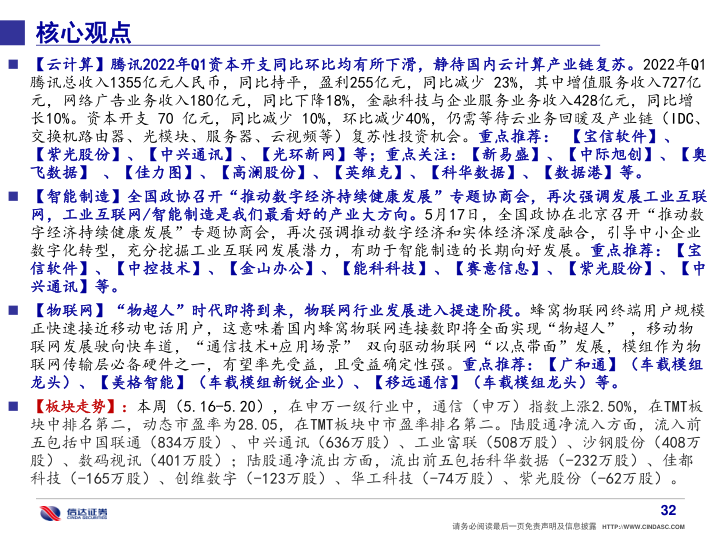 核心观点
【云计算】腾讯2022年Q1资本开支同比环比均有所下滑，静待国内云计算产业链复苏。2022年Q1
腾讯总收入1355亿元人民币，同比持平，盈利255亿元，同比减少 23%，其中增值服务收入727亿
元，网络广告业务收入180亿元，同比下降18%，金融科技与企业服务业务收入428亿元，同比增
长10%。资本开支 70 亿元，同比减少 10%，环比减少40%，仍需等待云业务回暖及产业链（IDC、
交换机路由器、光模块、服务器、云视频等）复苏性投资机会。重点推荐： 【宝信软件】、
【紫光股份】、【中兴通讯】、【光环新网】等；重点关注：【新易盛】、【中际旭创】、【奥
飞数据】 、【佳力图】、【高澜股份】、【英维克】、【科华数据】、【数据港】等。
【智能制造】全国政协召开“推动数字经济持续健康发展”专题协商会，再次强调发展工业互联
网，工业互联网/智能制造是我们最看好的产业大方向。5月17日，全国政协在北京召开“推动数
字经济持续健康发展”专题协商会，再次强调推动数字经济和实体经济深度融合，引导中小企业
数字化转型，充分挖掘工业互联网发展潜力，有助于智能制造的长期向好发展。重点推荐：【宝
信软件】、【中控技术】、【金山办公】、【能科科技】、【赛意信息】、【紫光股份】、【中
兴通讯】等。
【物联网】“物超人”时代即将到来，物联网行业发展进入提速阶段。蜂窝物联网终端用户规模
正快速接近移动电话用户，这意味着国内蜂窝物联网连接数即将全面实现“物超人” ，移动物
联网发展驶向快车道，“通信技术+应用场景” 双向驱动物联网“以点带面”发展，模组作为物
联网传输层必备硬件之一，有望率先受益，且受益确定性强。重点推荐：【广和通】（车载模组
龙头）、【美格智能】（车载模组新锐企业）、【移远通信】（车载模组龙头）等。
【板块走势】：本周（5.16-5.20），在申万一级行业中，通信（申万）指数上涨2.50%，在TMT板
块中排名第二，动态市盈率为28.05，在TMT板块中市盈率排名第二。陆股通净流入方面，流入前
五包括中国联通（834万股）、中兴通讯（636万股）、工业富联（508万股）、沙钢股份（408万
股）、数码视讯（401万股）；陆股通净流出方面，流出前五包括科华数据（-232万股）、佳都
科技（-165万股）、创维数字（-123万股）、华工科技（-74万股）、紫光股份（-62万股）。
信达证券
CINDA SECURITIES
32
请务必阅读最后一页免责声明及信息披露 HTTP://WWW.CINDASC.COM